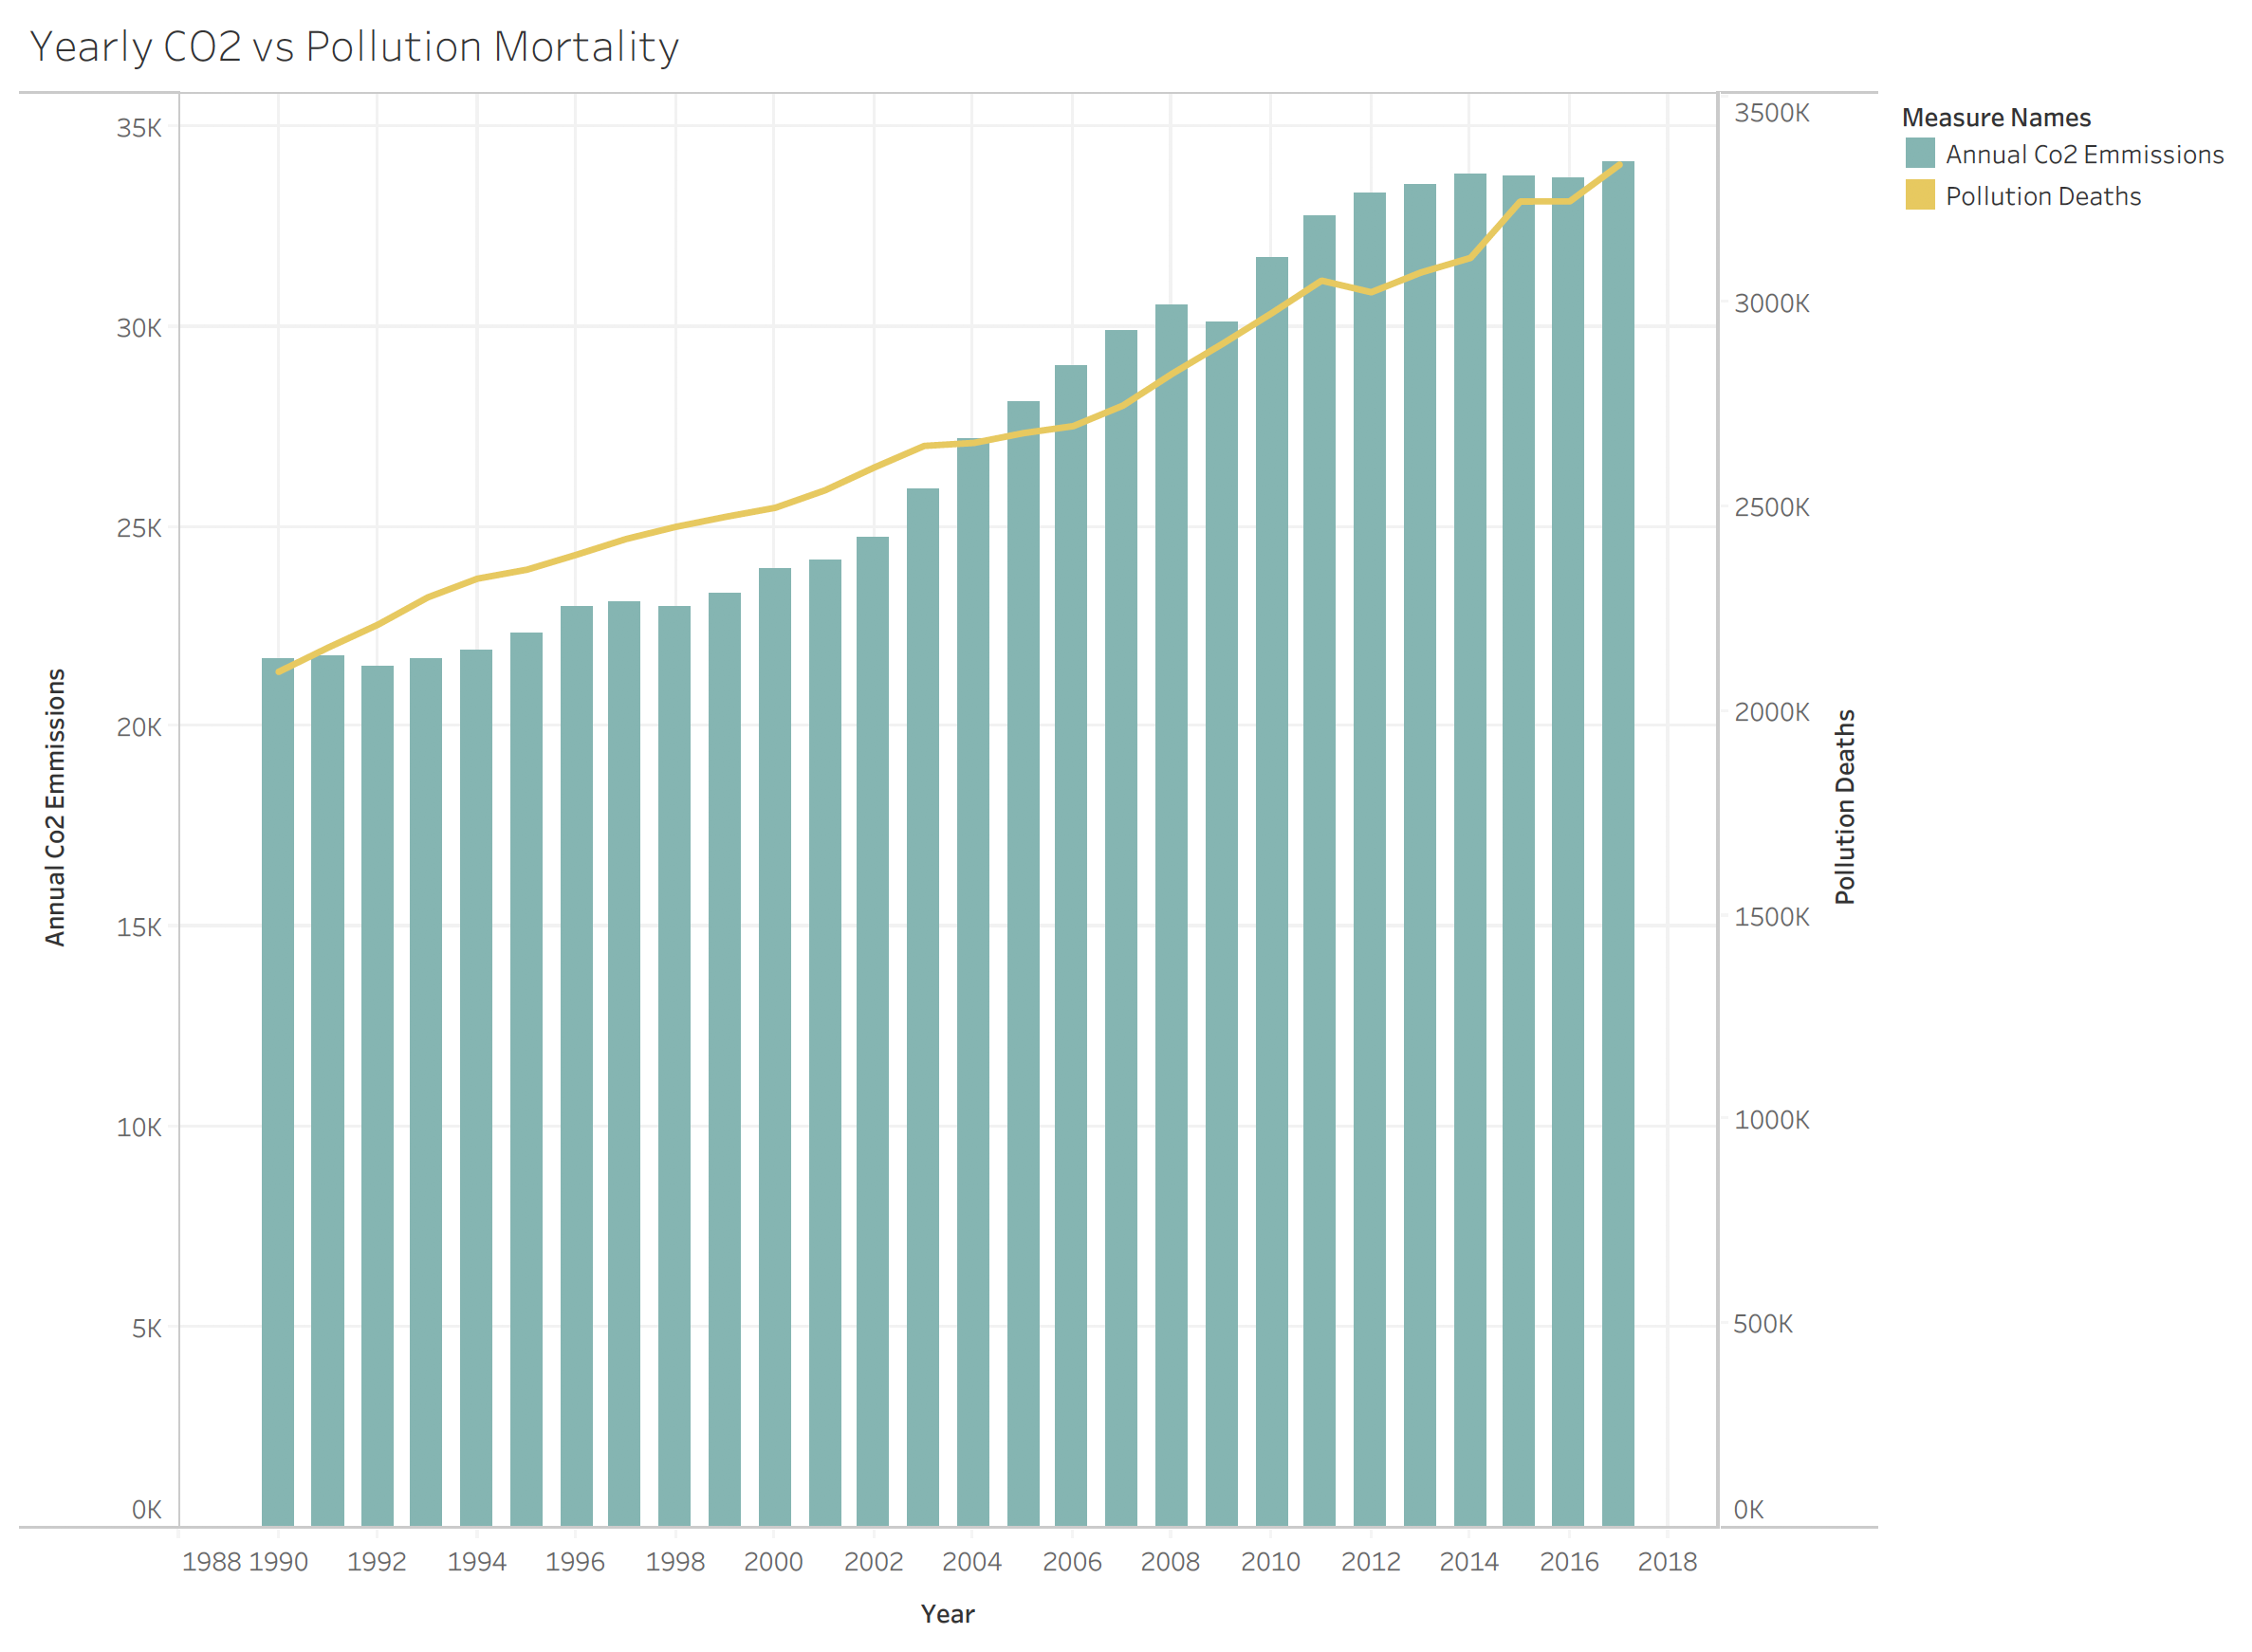 Yearly CO2 vs Pollution Mortality
35K
30K
25K
20K
15K
10K
5K
0K
Annual Co2 Emmissions
3500K
3000K
2500K
2000K
1500K
1000K
500K
0K
Pollution Deaths
1988 1990 1992 1994 1996 1998 2000 2002 2004 2006 2008 2010 2012 2014 2016 2018
Year
Measure Names
Annual Co2 Emmissions
Pollution Deaths